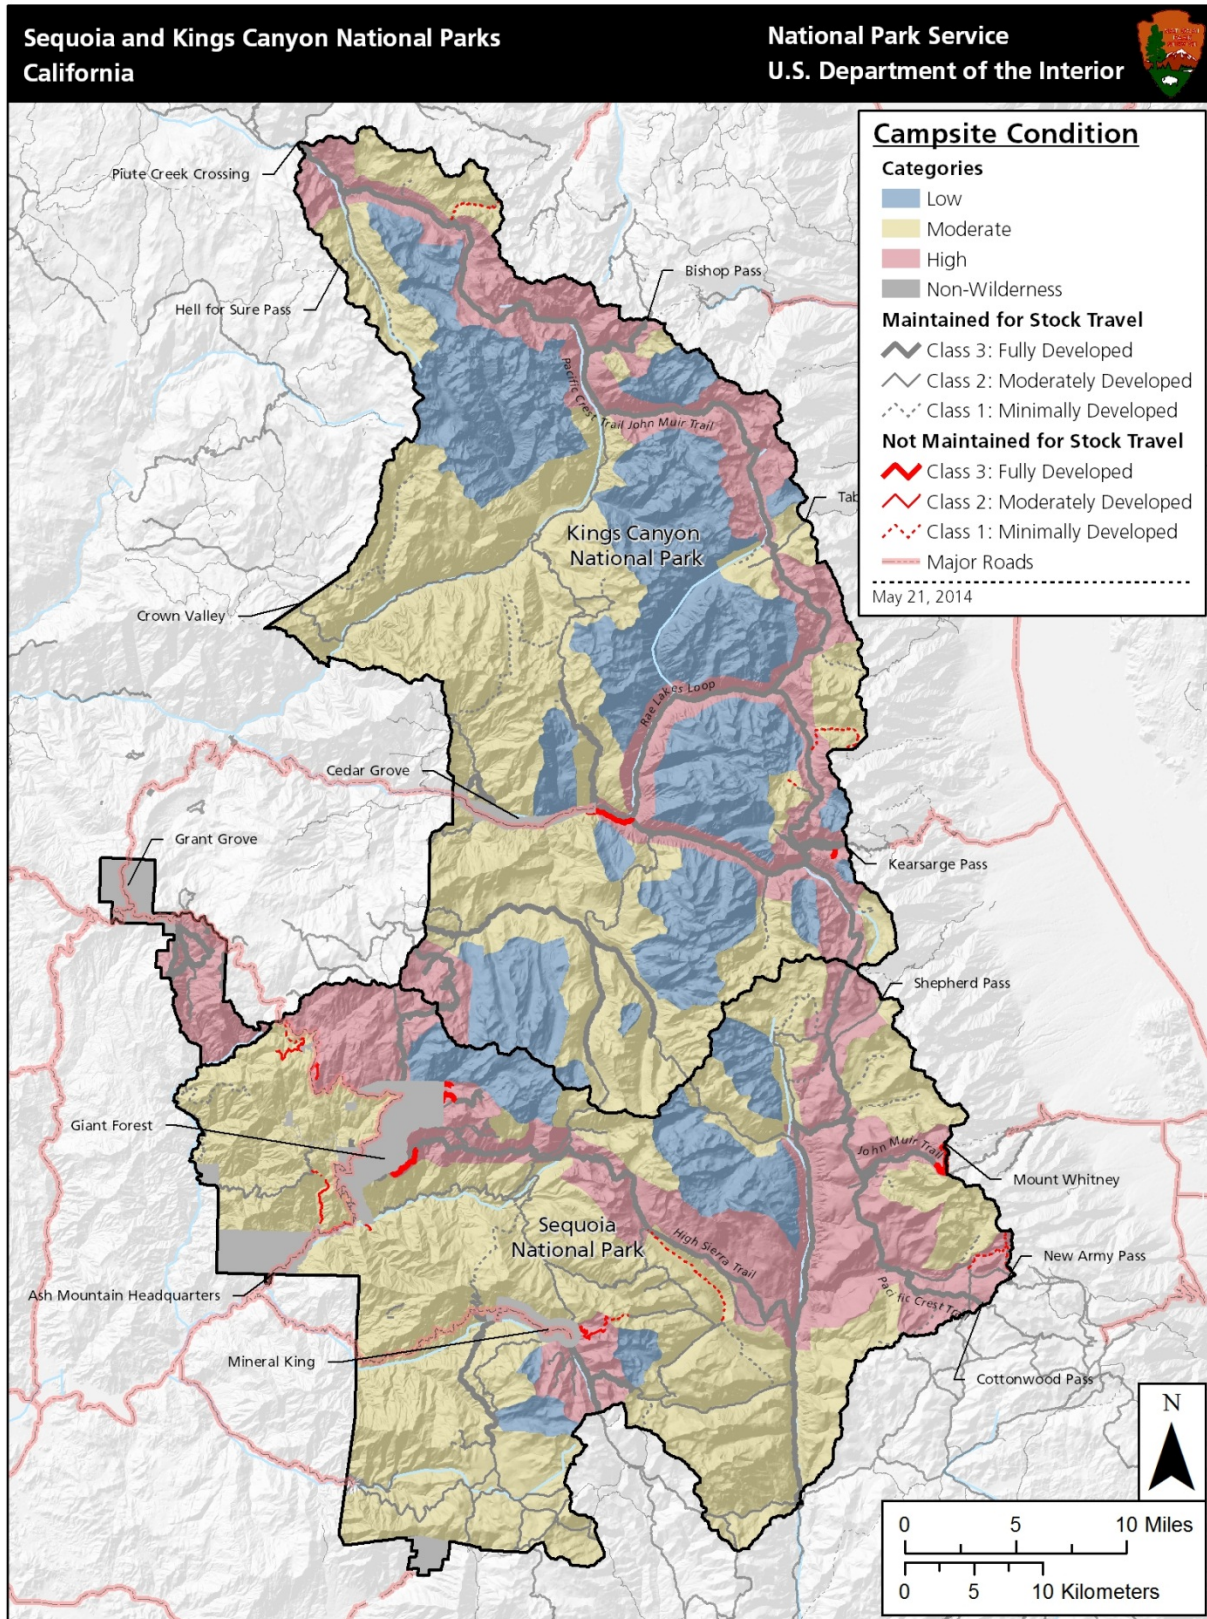 Sequoia and Kings Canyon National Parks
California
National Park Service
U.S. Department of the Interior
Campsite Condition
Categories
Low
Moderate
High
Non-Wilderness
Maintained for Stock Travel
Class 3: Fully Developed
Class 2: Moderately Developed
Class 1: Minimally Developed
Not Maintained for Stock Travel
Class 3: Fully Developed
Class 2: Moderately Developed
Class 1: Minimally Developed
Major Roads
May 21, 2014
Piute Creek Crossing
Bishop Pass
Hell for Sure Pass
Pacific Crest Trail
John Muir Trail
Tab
Kings Canyon
National Park
Crown Valley
Rae Lakes Loop
Cedar Grove
Grant Grove
Kearsarge Pass
Shepherd Pass
Giant Forest
John Muir Trail
Mount Whitney
Sequoia
National Park
High Sierra Trail
New Army Pass
Ash Mountain Headquarters
Pacific Crest Tra
Mineral King
Cottonwood Pass
N
0 5 10 Miles
0 5 10 Kilometers